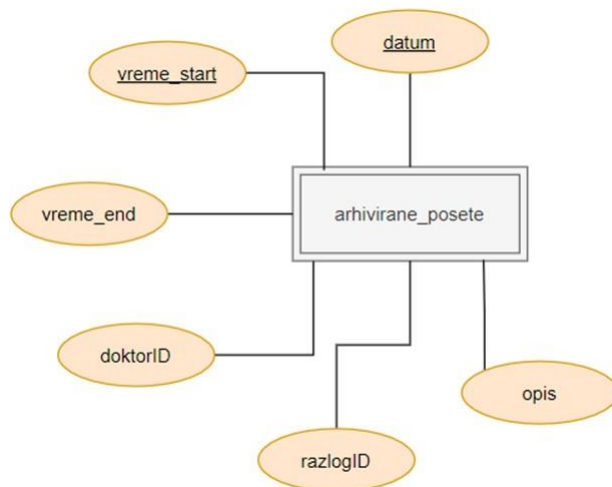 datum
vreme_start
vreme_end
arhivirane_posete
doktorID
opis
razlogID